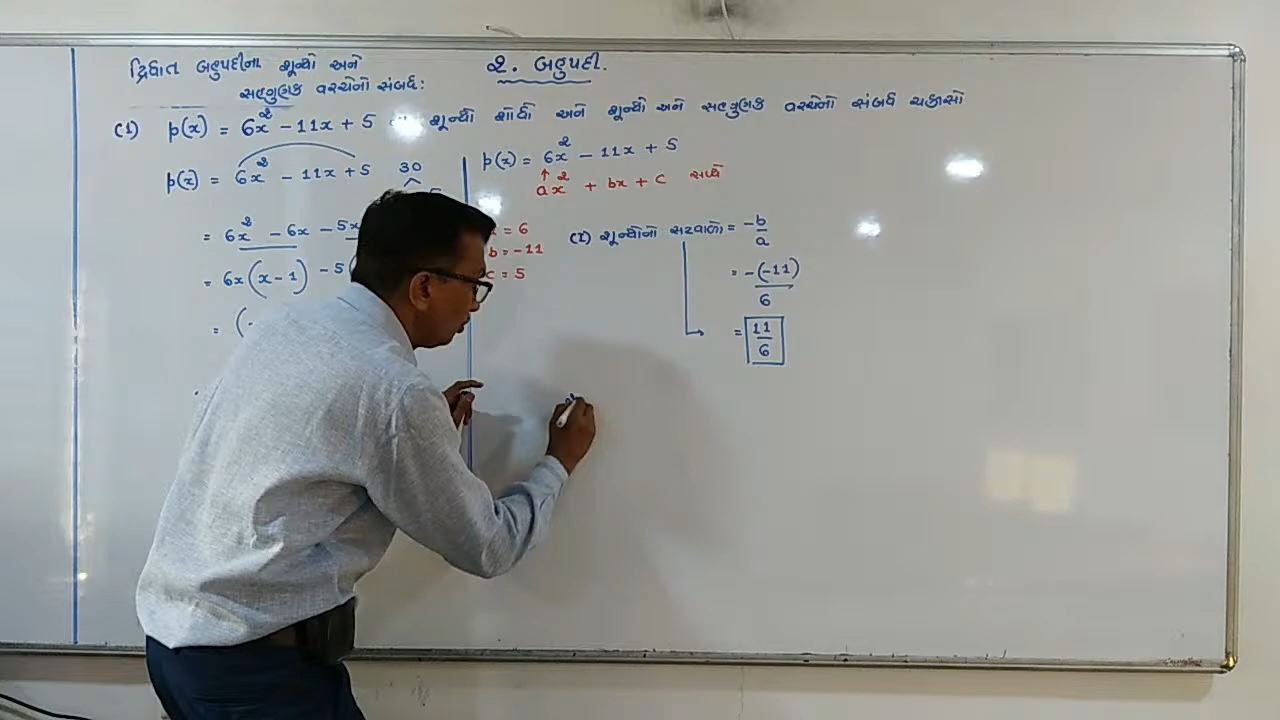 દ્વિઘાત બહુપદીના શૂન્યો અને
સહગુણક વચ્ચેનો સંબંધ:
૨. બહુપદી.
(1) p(x) = 6x² - 11x + 5 શૂન્યો શોધો અને શૂન્યો અને સહગુણક વચ્ચેનો સંબંધ ચકાસો
p(x) = 6x² - 11x + 5 30
= 6x² - 6x - 5x
= 6x(x - 1) - 5(
= (
p(x) = 6x² - 11x + 5
↑
ax² + bx + c સાથે
= 6
b = -11
c = 5
(I) શૂન્યોનો સરવાળો = -b/a
= -(-11)/6
= 11/6